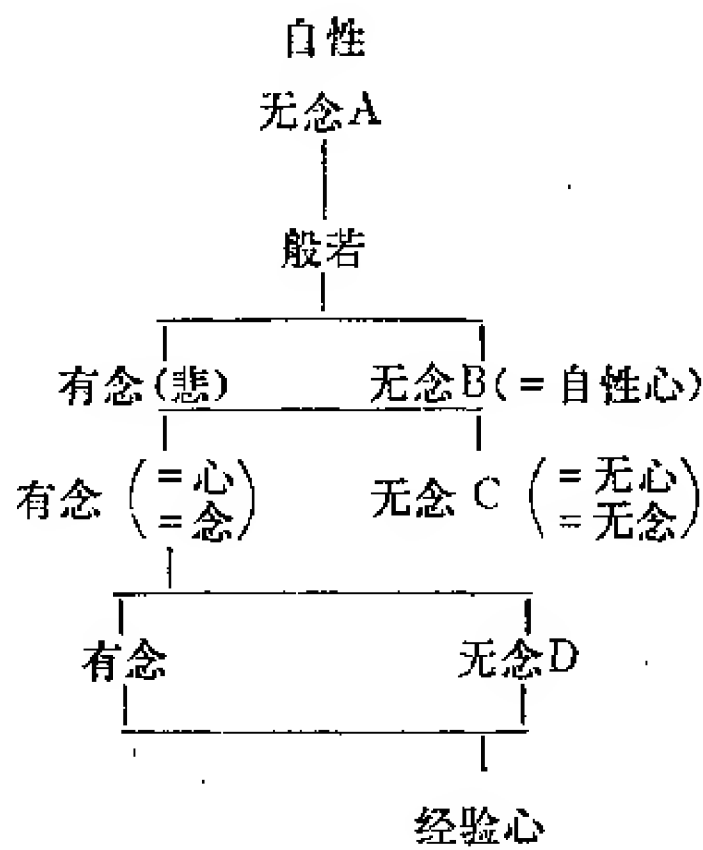 自性
无念A
般若
有念(悲) 无念B(=自性心)
有念(=心 =念) 无念C(=无心 =无念)
有念 无念D
经验心